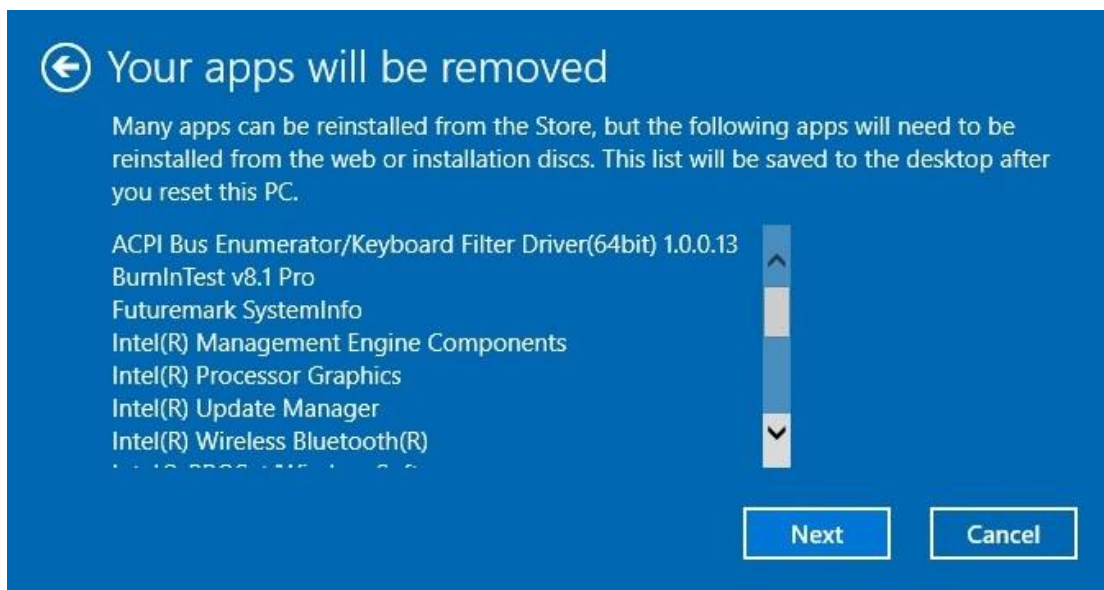 Your apps will be removed
Many apps can be reinstalled from the Store, but the following apps will need to be
reinstalled from the web or installation discs. This list will be saved to the desktop after
you reset this PC.
ACPI Bus Enumerator/Keyboard Filter Driver(64bit) 1.0.0.13
BurnInTest v8.1 Pro
Futuremark SystemInfo
Intel(R) Management Engine Components
Intel(R) Processor Graphics
Intel(R) Update Manager
Intel(R) Wireless Bluetooth(R)
Next
Cancel